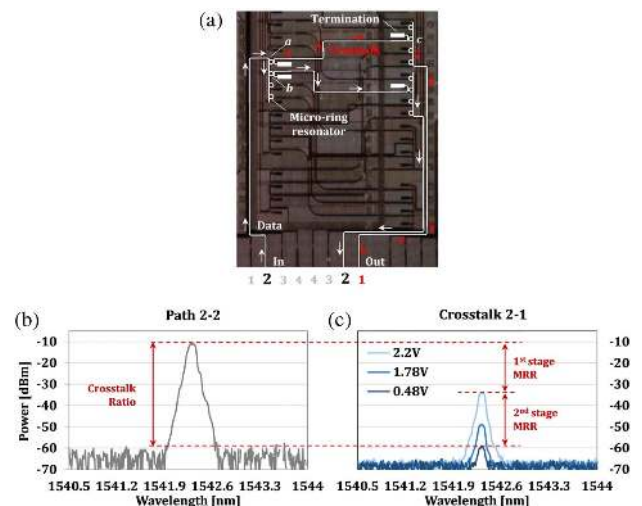 (a)
Termination
a
c
b
Micro-ring
resonator
Data
In
Out
1 2 3 4 4 3 2 1
(b)
Path 2-2
Power [dBm]
-10
-20
-30
-40
-50
-60
-70
Crosstalk
Ratio
1540.5 1541.2 1541.9 1542.6 1543.3 1544
Wavelength [nm]
(c)
Crosstalk 2-1
2.2V
1.78V
0.48V
1st stage
MRR
2nd stage
MRR
-10
-20
-30
-40
-50
-60
-70
1540.5 1541.2 1541.9 1542.6 1543.3 1544
Wavelength [nm]